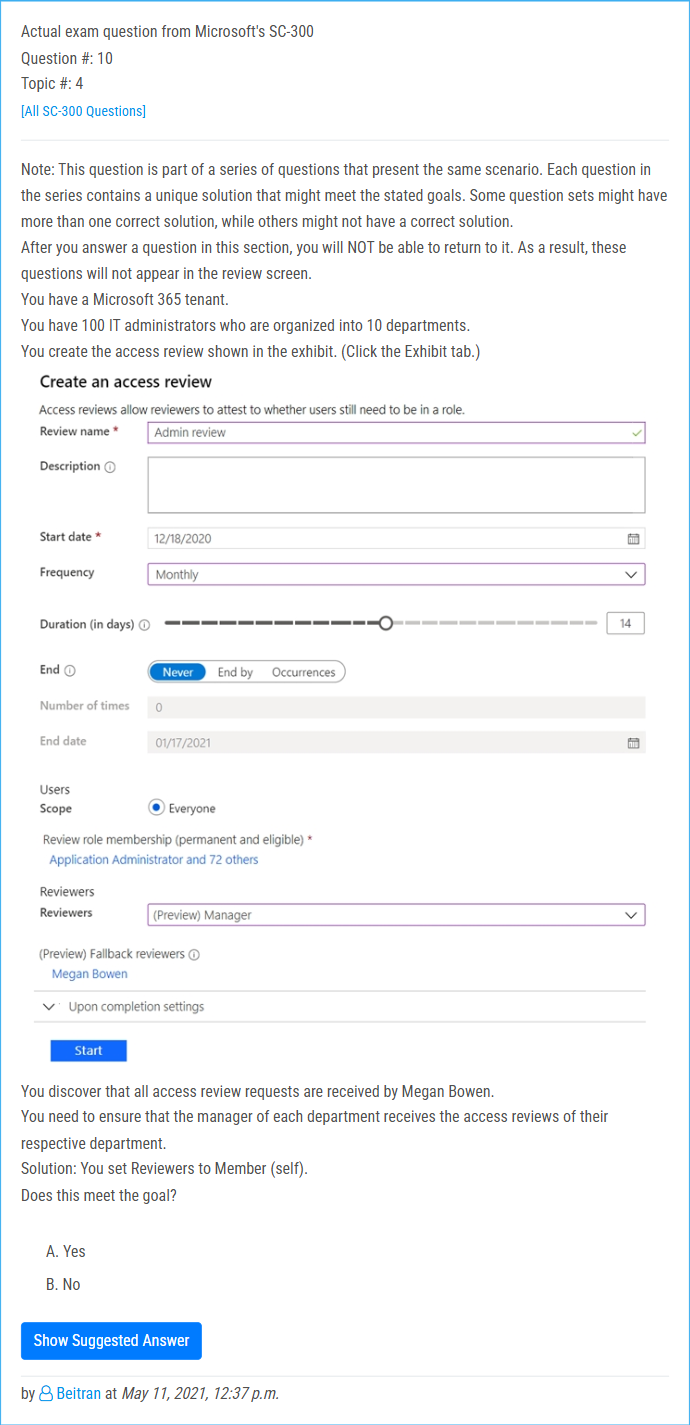 Actual exam question from Microsoft's SC-300
Question #: 10
Topic #: 4
[All SC-300 Questions]
Note: This question is part of a series of questions that present the same scenario. Each question in
the series contains a unique solution that might meet the stated goals. Some question sets might have
more than one correct solution, while others might not have a correct solution.
After you answer a question in this section, you will NOT be able to return to it. As a result, these
questions will not appear in the review screen.
You have a Microsoft 365 tenant.
You have 100 IT administrators who are organized into 10 departments.
You create the access review shown in the exhibit. (Click the Exhibit tab.)
Create an access review
Access reviews allow reviewers to attest to whether users still need to be in a role.
Review name * Admin review
Description
Start date * 12/18/2020
Frequency Monthly
Duration (in days) 14
End Never End by Occurrences
Number of times 0
End date 01/17/2021
Users
Scope Everyone
Review role membership (permanent and eligible) *
Application Administrator and 72 others
Reviewers
Reviewers (Preview) Manager
(Preview) Fallback reviewers
Megan Bowen
Upon completion settings
Start
You discover that all access review requests are received by Megan Bowen.
You need to ensure that the manager of each department receives the access reviews of their
respective department.
Solution: You set Reviewers to Member (self).
Does this meet the goal?
A. Yes
B. No
Show Suggested Answer
by Beitran at May 11, 2021, 12:37 p.m.